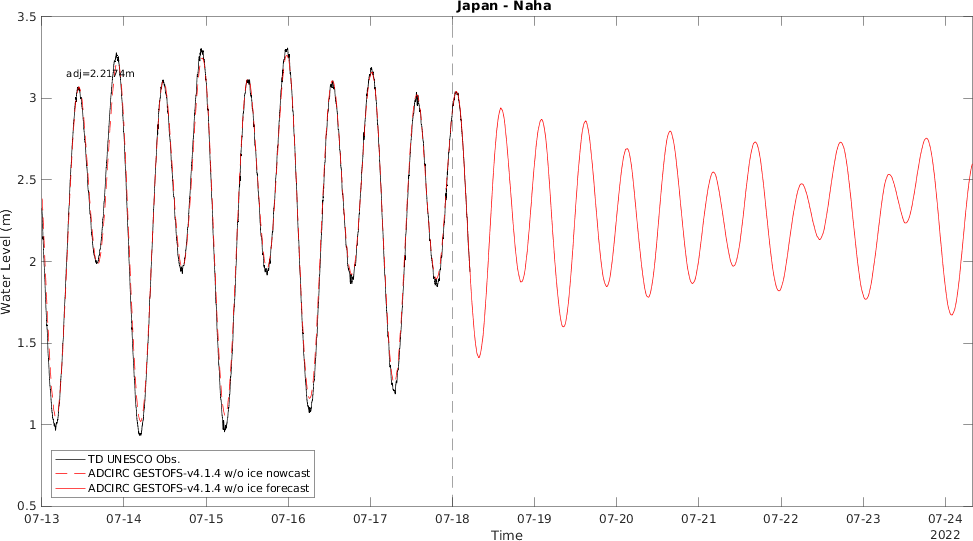 Japan - Naha
3.5
3
2.5
2
1.5
1
0.5
Water Level (m)
adj=2.2174m
TD UNESCO Obs.
ADCIRC GESTOFS-v4.1.4 w/o ice nowcast
ADCIRC GESTOFS-v4.1.4 w/o ice forecast
07-13 07-14 07-15 07-16 07-17 07-18 07-19 07-20 07-21 07-22 07-23 07-24
Time
2022